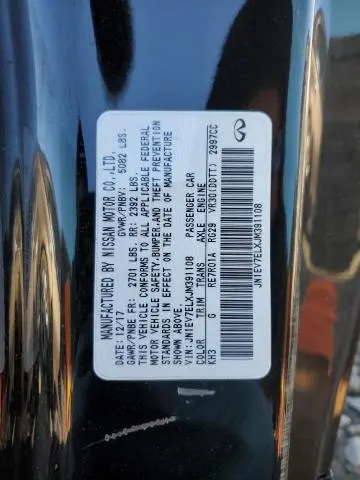 MANUFACTURED BY NISSAN MOTOR CO.,LTD.
DATE: 12/17 GVWR/PNBV: 5082 LBS.
GAWR/PNBE FR: 2701 LBS. RR: 2392 LBS.
THIS VEHICLE CONFORMS TO ALL APPLICABLE FEDERAL
MOTOR VEHICLE SAFETY,BUMPER,AND THEFT PREVENTION
STANDARDS IN EFFECT ON THE DATE OF MANUFACTURE
SHOWN ABOVE.
VIN: JN1EV7ELXJM391108 PASSENGER CAR
COLOR TRIM TRANS AXLE ENGINE
KH3 G RE7R01A RG29 VR30(DDTT) 2997CC
JN1EV7ELXJM391108